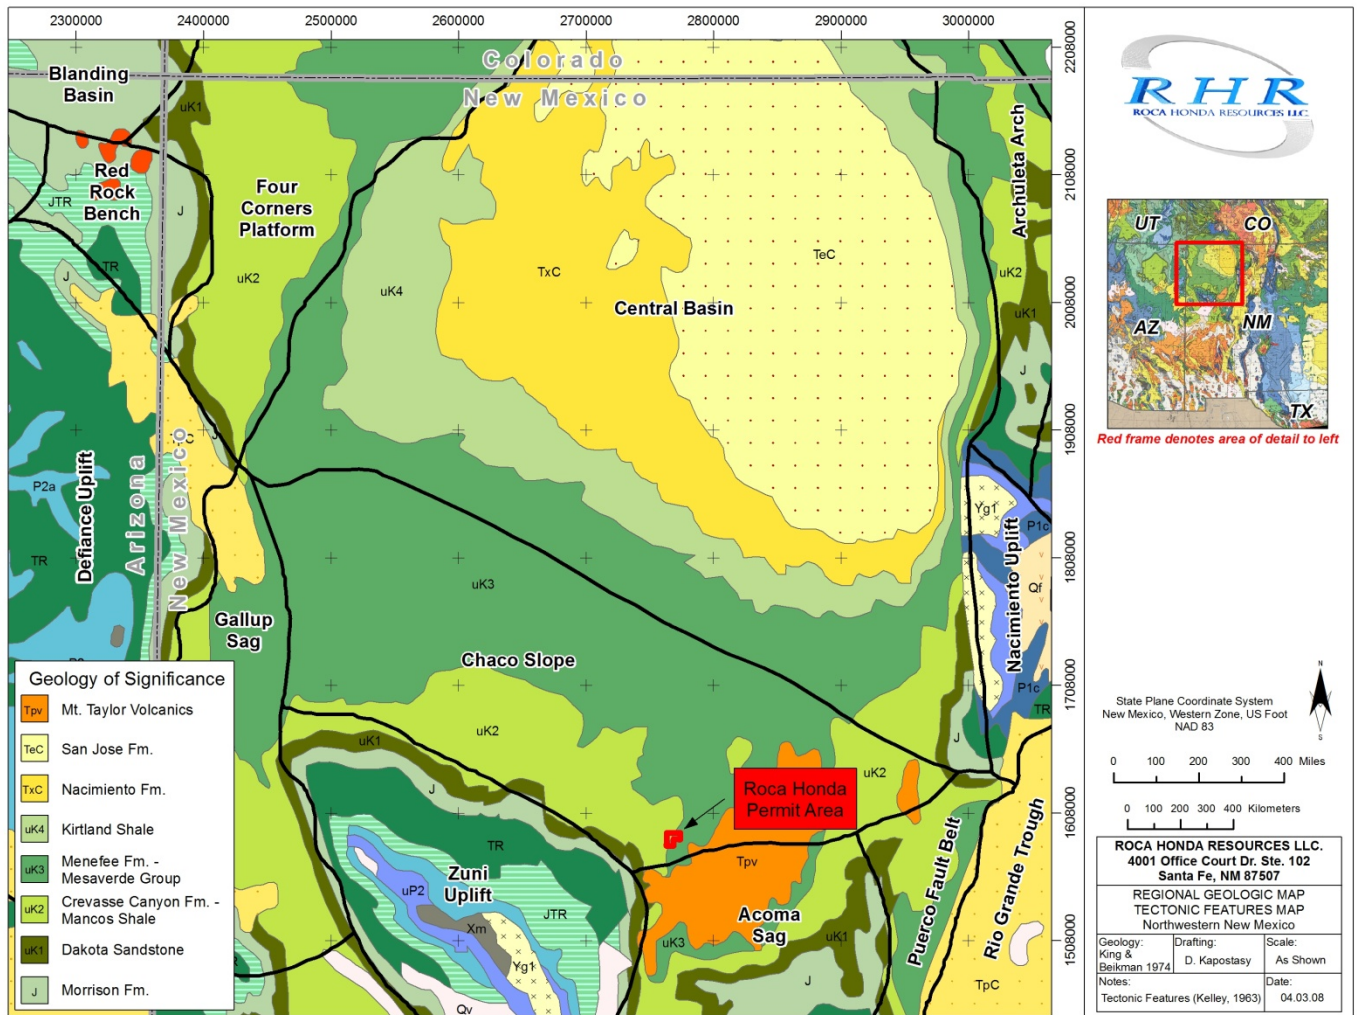 2300000 2400000 2500000 2600000 2700000 2800000 2900000 3000000
2208000
2108000
2008000
1908000
1808000
1708000
1608000
1508000
Colorado
New Mexico
Blanding
Basin
uK1
Red
Rock
Bench
JTR
J
TR
J
Four
Corners
Platform
uK2
uK4
TxC
TeC
Central Basin
Archuleta Arch
uK2
uK1
J
J
P2a
Defiance Uplift
TR
Arizona
New Mexico
Gallup
Sag
uK3
Chaco Slope
Yg1
P1c
Qf
Nacimiento Uplift
P1c
TR
J
uK1
uK2
J
TR
uK2
Roca Honda
Permit Area
Tpv
Zuni
Uplift
uP2
Xm
Yg1
JTR
Qv
Acoma
Sag
uK3
uK1
J
Puerco Fault Belt
Rio Grande Trough
TpC
Geology of Significance
Tpv Mt. Taylor Volcanics
TeC San Jose Fm.
TxC Nacimiento Fm.
uK4 Kirtland Shale
uK3 Menefee Fm. -
Mesaverde Group
uK2 Crevasse Canyon Fm. -
Mancos Shale
uK1 Dakota Sandstone
J Morrison Fm.
RHR
ROCA HONDA RESOURCES LLC.
UT
CO
AZ
NM
TX
Red frame denotes area of detail to left
State Plane Coordinate System
New Mexico, Western Zone, US Foot
NAD 83
N
S
0 100 200 300 400 Miles
0 100 200 300 400 Kilometers
ROCA HONDA RESOURCES LLC.
4001 Office Court Dr. Ste. 102
Santa Fe, NM 87507
REGIONAL GEOLOGIC MAP
TECTONIC FEATURES MAP
Northwestern New Mexico
Geology:
King &
Beikman 1974
Drafting:
D. Kapostasy
Scale:
As Shown
Notes:
Tectonic Features (Kelley, 1963)
Date:
04.03.08